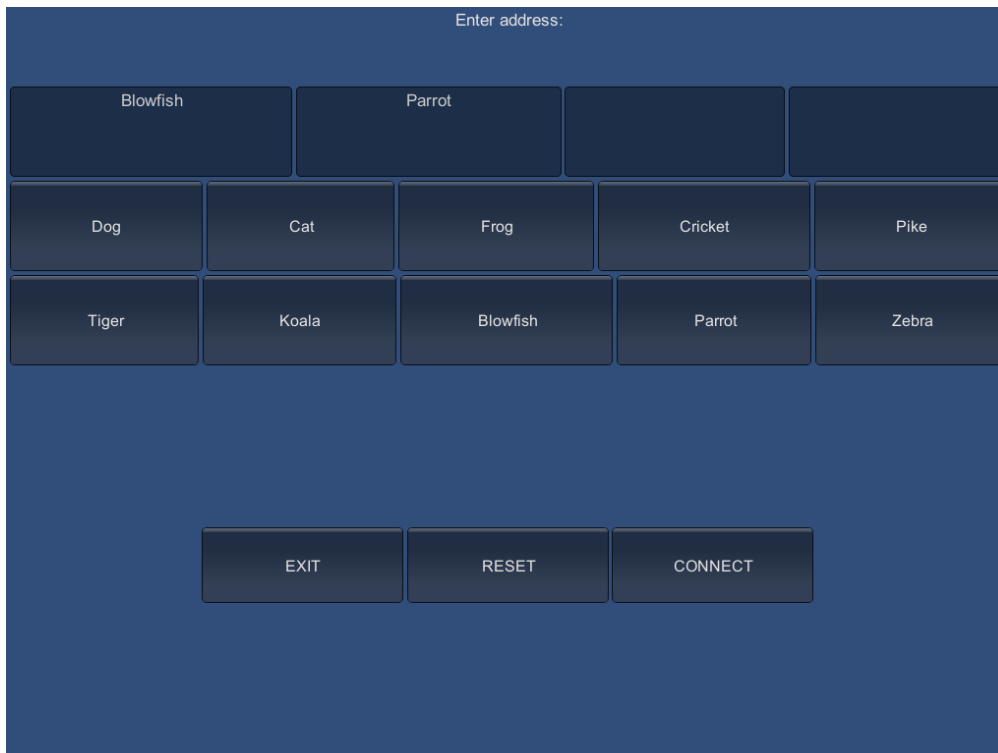 Enter address:
Blowfish Parrot
Dog Cat Frog Cricket Pike
Tiger Koala Blowfish Parrot Zebra
EXIT RESET CONNECT